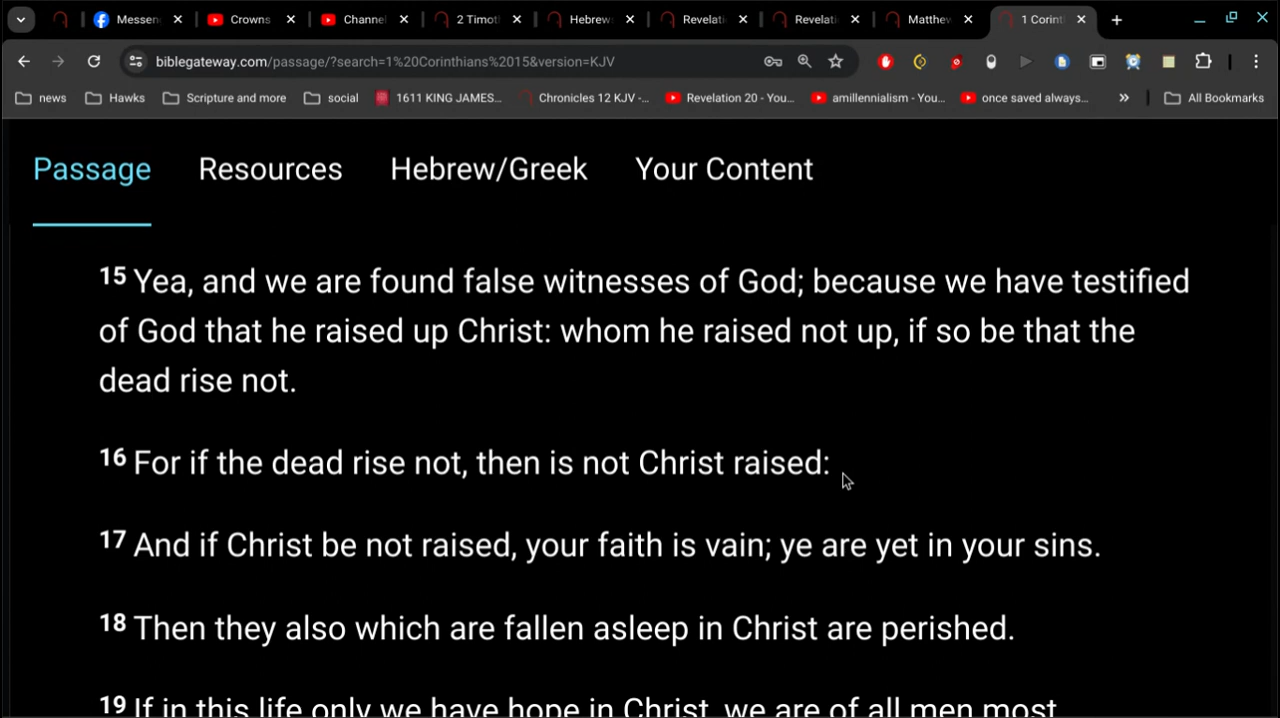 Messen
Crowns
Channel
2 Timot
Hebrew
Revelati
Revelati
Matthew
1 Corint
biblegateway.com/passage/?search=1%20Corinthians%2015&version=KJV
news
Hawks
Scripture and more
social
1611 KING JAMES...
Chronicles 12 KJV -...
Revelation 20 - You...
amillennialism - You...
once saved always...
All Bookmarks
Passage
Resources
Hebrew/Greek
Your Content
15 Yea, and we are found false witnesses of God; because we have testified
of God that he raised up Christ: whom he raised not up, if so be that the
dead rise not.
16 For if the dead rise not, then is not Christ raised:
17 And if Christ be not raised, your faith is vain; ye are yet in your sins.
18 Then they also which are fallen asleep in Christ are perished.
19 If in this life only we have hope in Christ, we are of all men most